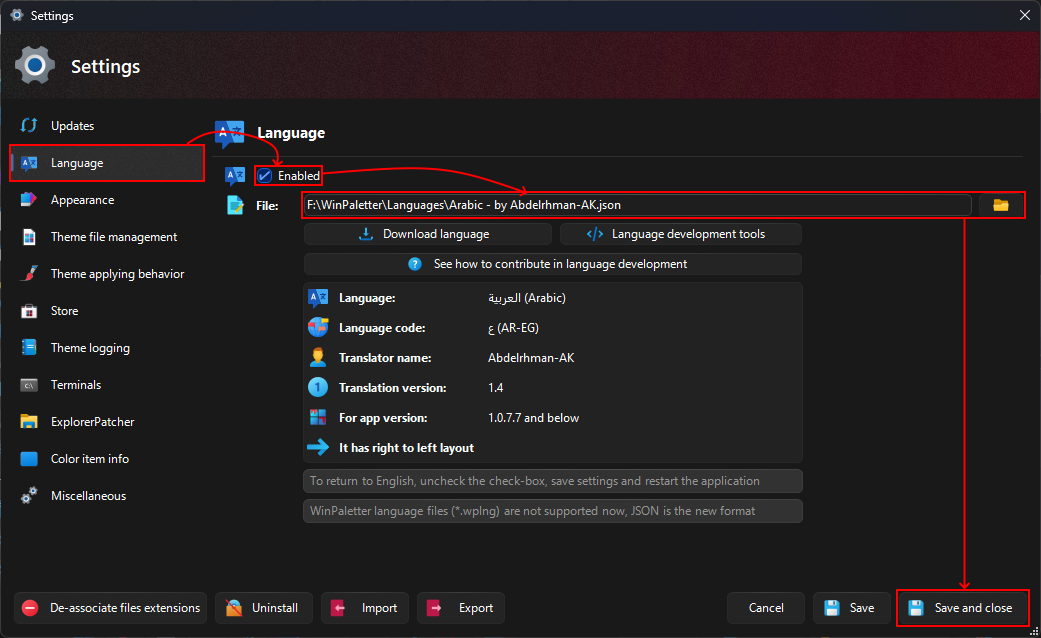 Settings
Settings
Updates
Language
Appearance
Theme file management
Theme applying behavior
Store
Theme logging
Terminals
ExplorerPatcher
Color item info
Miscellaneous
Language
Enabled
File: F:\WinPaletter\Languages\Arabic - by Abdelrhman-AK.json
Download language
Language development tools
See how to contribute in language development
Language: العربية (Arabic)
Language code: ع (AR-EG)
Translator name: Abdelrhman-AK
Translation version: 1.4
For app version: 1.0.7.7 and below
It has right to left layout
To return to English, uncheck the check-box, save settings and restart the application
WinPaletter language files (*.wplng) are not supported now, JSON is the new format
De-associate files extensions
Uninstall
Import
Export
Cancel
Save
Save and close